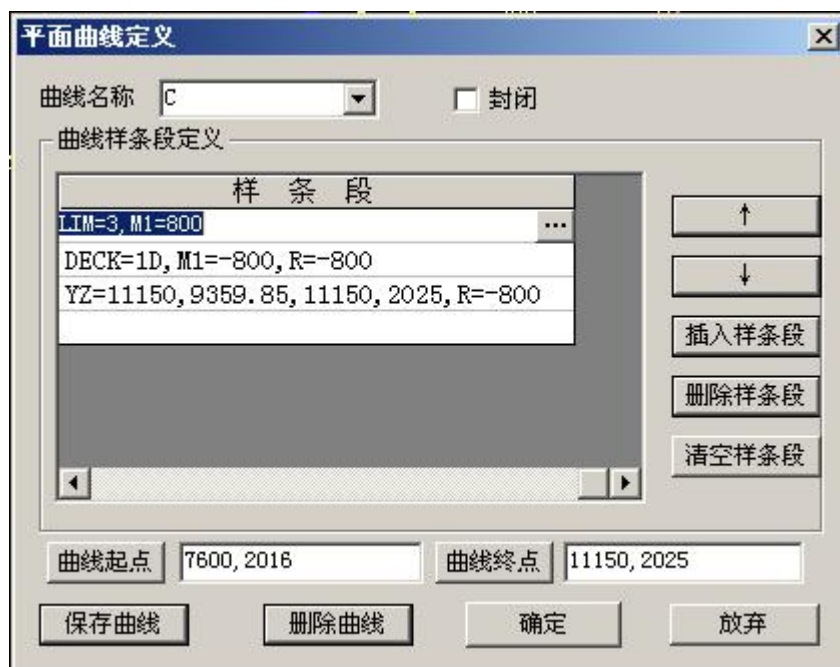 平面曲线定义
曲线名称 C 封闭
曲线样条段定义
样 条 段
LIM=3,M1=800 ...
DECK=1D,M1=-800,R=-800
YZ=11150,9359.85,11150,2025,R=-800
↑
↓
插入样条段
删除样条段
清空样条段
曲线起点 7600,2016 曲线终点 11150,2025
保存曲线 删除曲线 确定 放弃